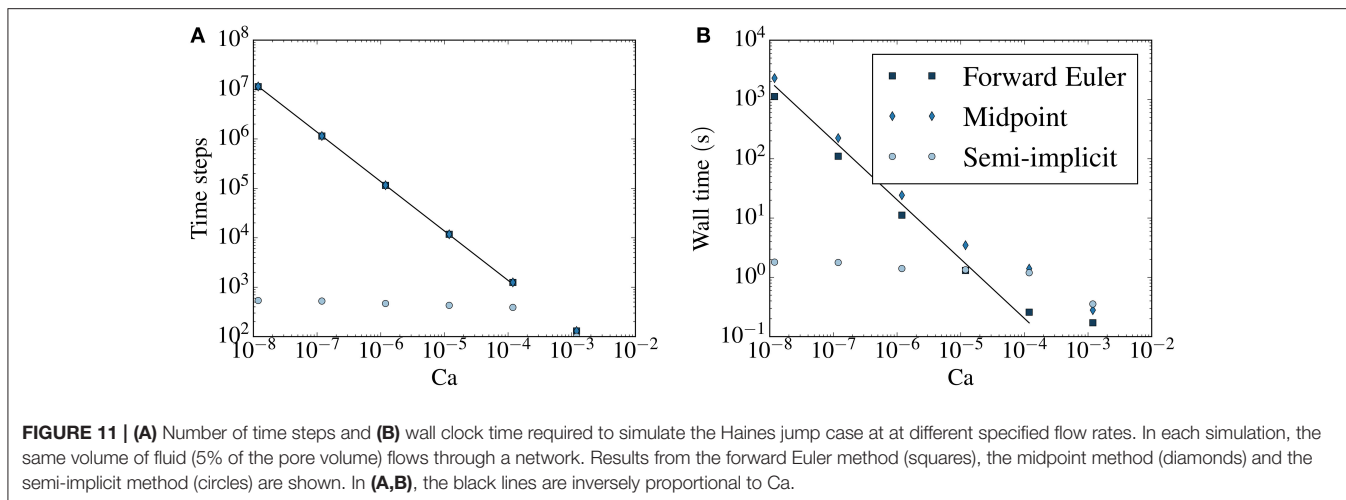 A
10^8
10^7
10^6
10^5
10^4
10^3
10^2
Time steps
10^-8 10^-7 10^-6 10^-5 10^-4 10^-3 10^-2
Ca
B
10^4
10^3
10^2
10^1
10^0
10^-1
Wall time (s)
Forward Euler
Midpoint
Semi-implicit
10^-8 10^-7 10^-6 10^-5 10^-4 10^-3 10^-2
Ca
FIGURE 11 | (A) Number of time steps and (B) wall clock time required to simulate the Haines jump case at at different specified flow rates. In each simulation, the
same volume of fluid (5% of the pore volume) flows through a network. Results from the forward Euler method (squares), the midpoint method (diamonds) and the
semi-implicit method (circles) are shown. In (A,B), the black lines are inversely proportional to Ca.